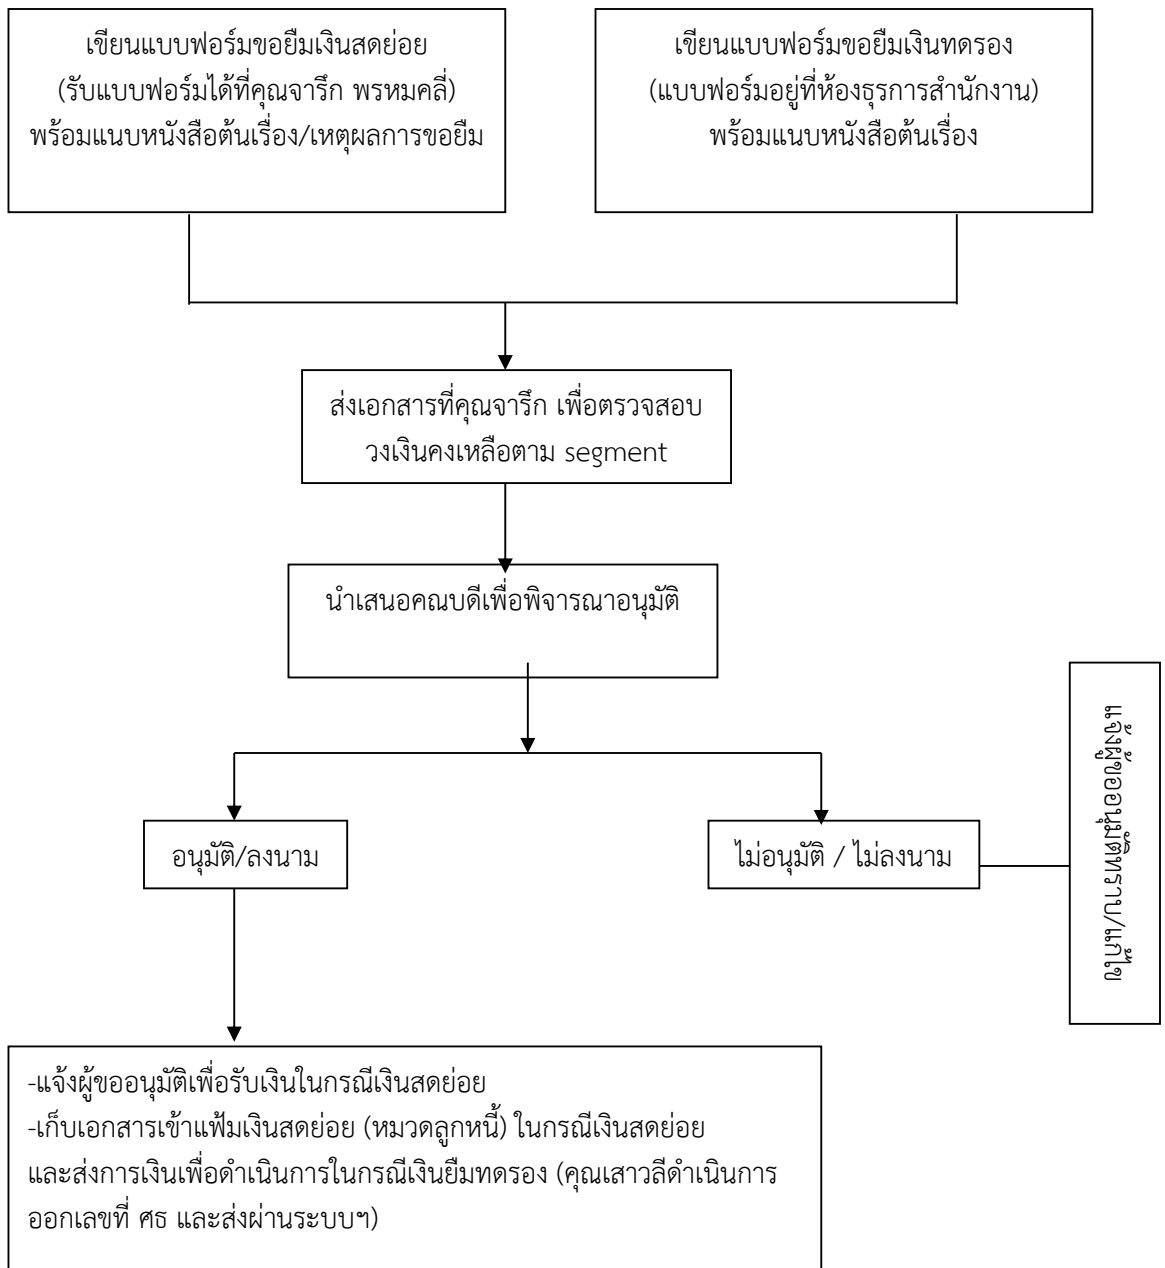 เขียนแบบฟอร์มขอยืมเงินสดย่อย
(รับแบบฟอร์มได้ที่คุณจารึก พรหมคลี่)
พร้อมแนบหนังสือต้นเรื่อง/เหตุผลการขอยืม
เขียนแบบฟอร์มขอยืมเงินทดรอง
(แบบฟอร์มอยู่ที่ห้องธุรการสำนักงาน)
พร้อมแนบหนังสือต้นเรื่อง
ส่งเอกสารที่คุณจารึก เพื่อตรวจสอบ
วงเงินคงเหลือตาม segment
นำเสนอคณบดีเพื่อพิจารณาอนุมัติ
อนุมัติ/ลงนาม
ไม่อนุมัติ / ไม่ลงนาม
แจ้งผู้ขออนุมัติทราบ/แก้ไข
-แจ้งผู้ขออนุมัติเพื่อรับเงินในกรณีเงินสดย่อย
-เก็บเอกสารเข้าแฟ้มเงินสดย่อย (หมวดลูกหนี้) ในกรณีเงินสดย่อย
และส่งการเงินเพื่อดำเนินการในกรณีเงินยืมทดรอง (คุณเสาวลีดำเนินการ
ออกเลขที่ ศธ และส่งผ่านระบบฯ)